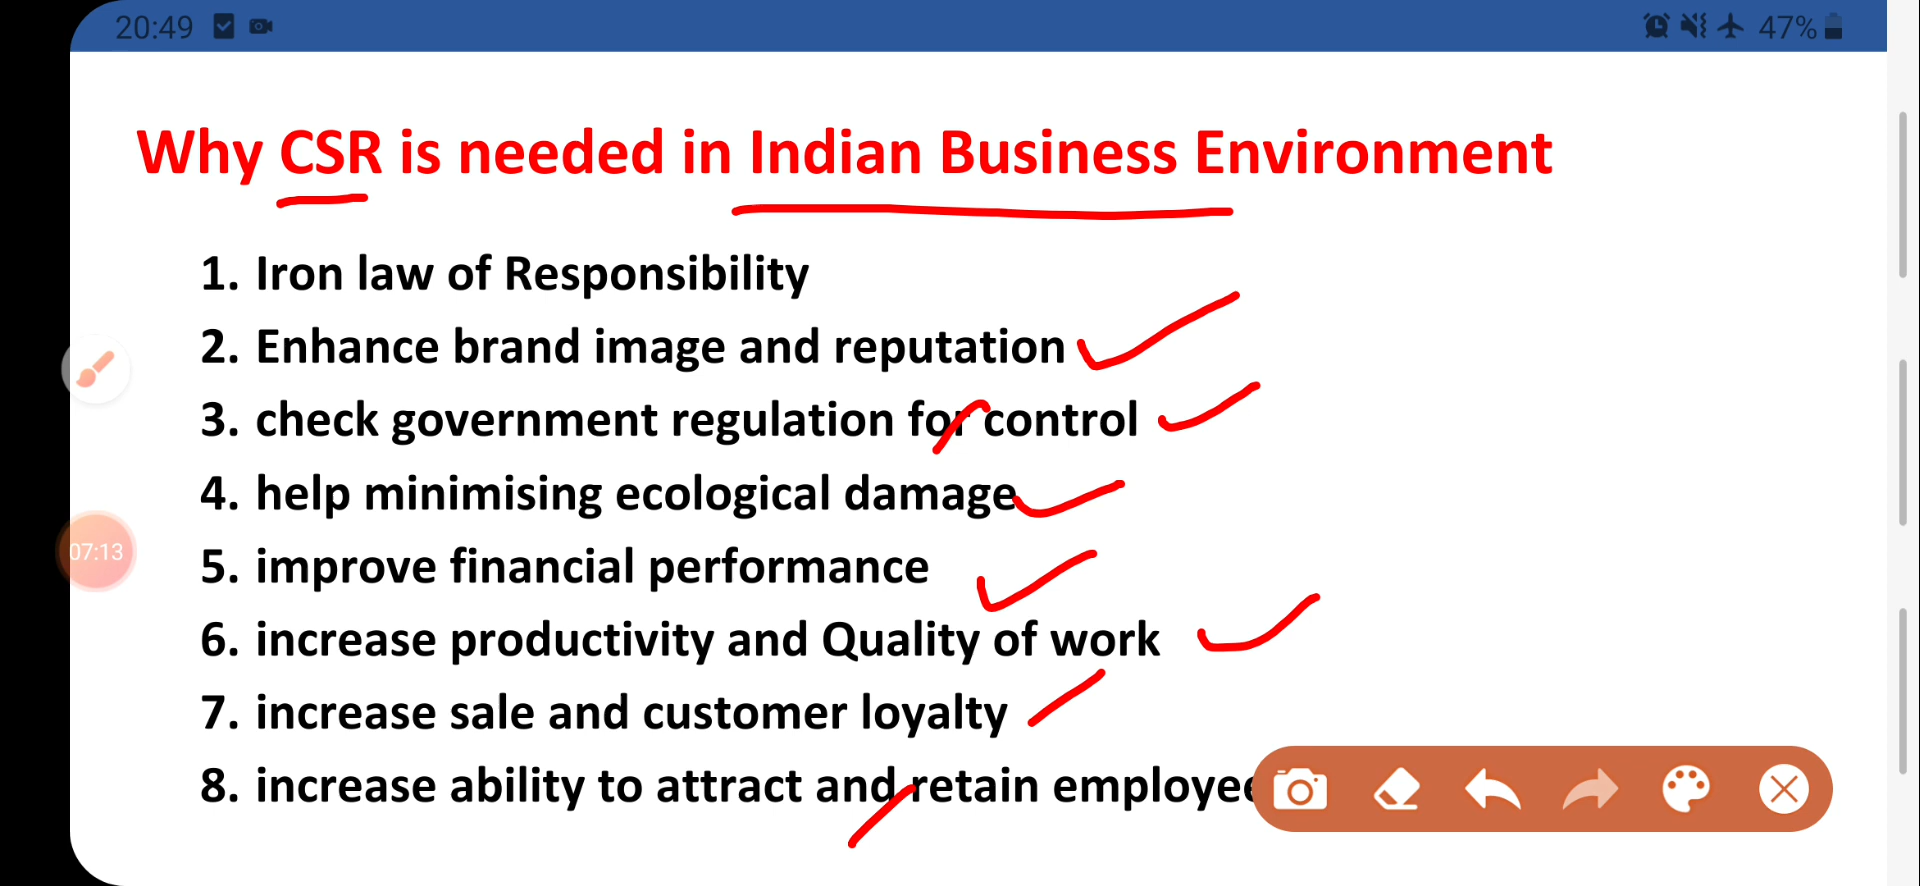 20:49 47%
Why CSR is needed in Indian Business Environment
1. Iron law of Responsibility
2. Enhance brand image and reputation
3. check government regulation for control
4. help minimising ecological damage
5. improve financial performance
07:13
6. increase productivity and Quality of work
7. increase sale and customer loyalty
8. increase ability to attract and retain